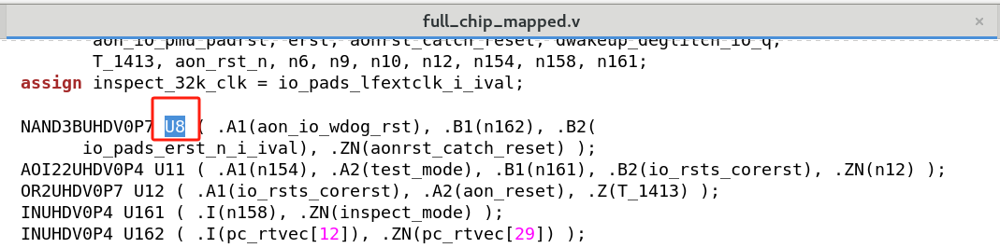 full_chip_mapped.v
×
aon_io_pmu_padrst, erst, aonrst_catch_reset, dwakeup_deglitch_io_q,
T_1413, aon_rst_n, n6, n9, n10, n12, n154, n158, n161;
assign inspect_32k_clk = io_pads_lfextclk_i_ival;
NAND3BUHDV0P7 U8 ( .A1(aon_io_wdog_rst), .B1(n162), .B2(
io_pads_erst_n_i_ival), .ZN(aonrst_catch_reset) );
AOI22UHDV0P4 U11 ( .A1(n154), .A2(test_mode), .B1(n161), .B2(io_rsts_corerst), .ZN(n12) );
OR2UHDV0P7 U12 ( .A1(io_rsts_corerst), .A2(aon_reset), .Z(T_1413) );
INUHDV0P4 U161 ( .I(n158), .ZN(inspect_mode) );
INUHDV0P4 U162 ( .I(pc_rtvec[12]), .ZN(pc_rtvec[29]) );